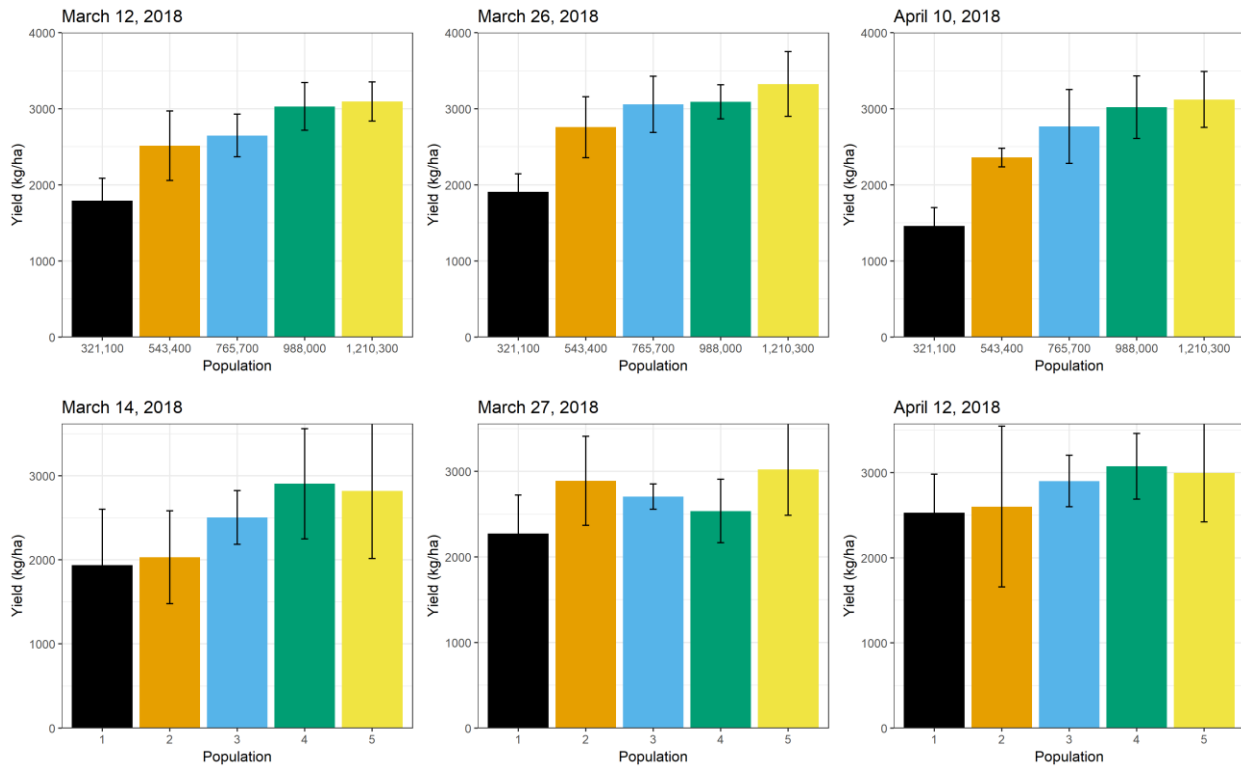 March 12, 2018
4000
3000
2000
1000
0
Yield (kg/ha)
321,100 543,400 765,700 988,000 1,210,300
Population
March 26, 2018
4000
3000
2000
1000
0
Yield (kg/ha)
321,100 543,400 765,700 988,000 1,210,300
Population
April 10, 2018
4000
3000
2000
1000
0
Yield (kg/ha)
321,100 543,400 765,700 988,000 1,210,300
Population
March 14, 2018
3000
2000
1000
0
Yield (kg/ha)
1 2 3 4 5
Population
March 27, 2018
3000
2000
1000
0
Yield (kg/ha)
1 2 3 4 5
Population
April 12, 2018
3000
2000
1000
0
Yield (kg/ha)
1 2 3 4 5
Population